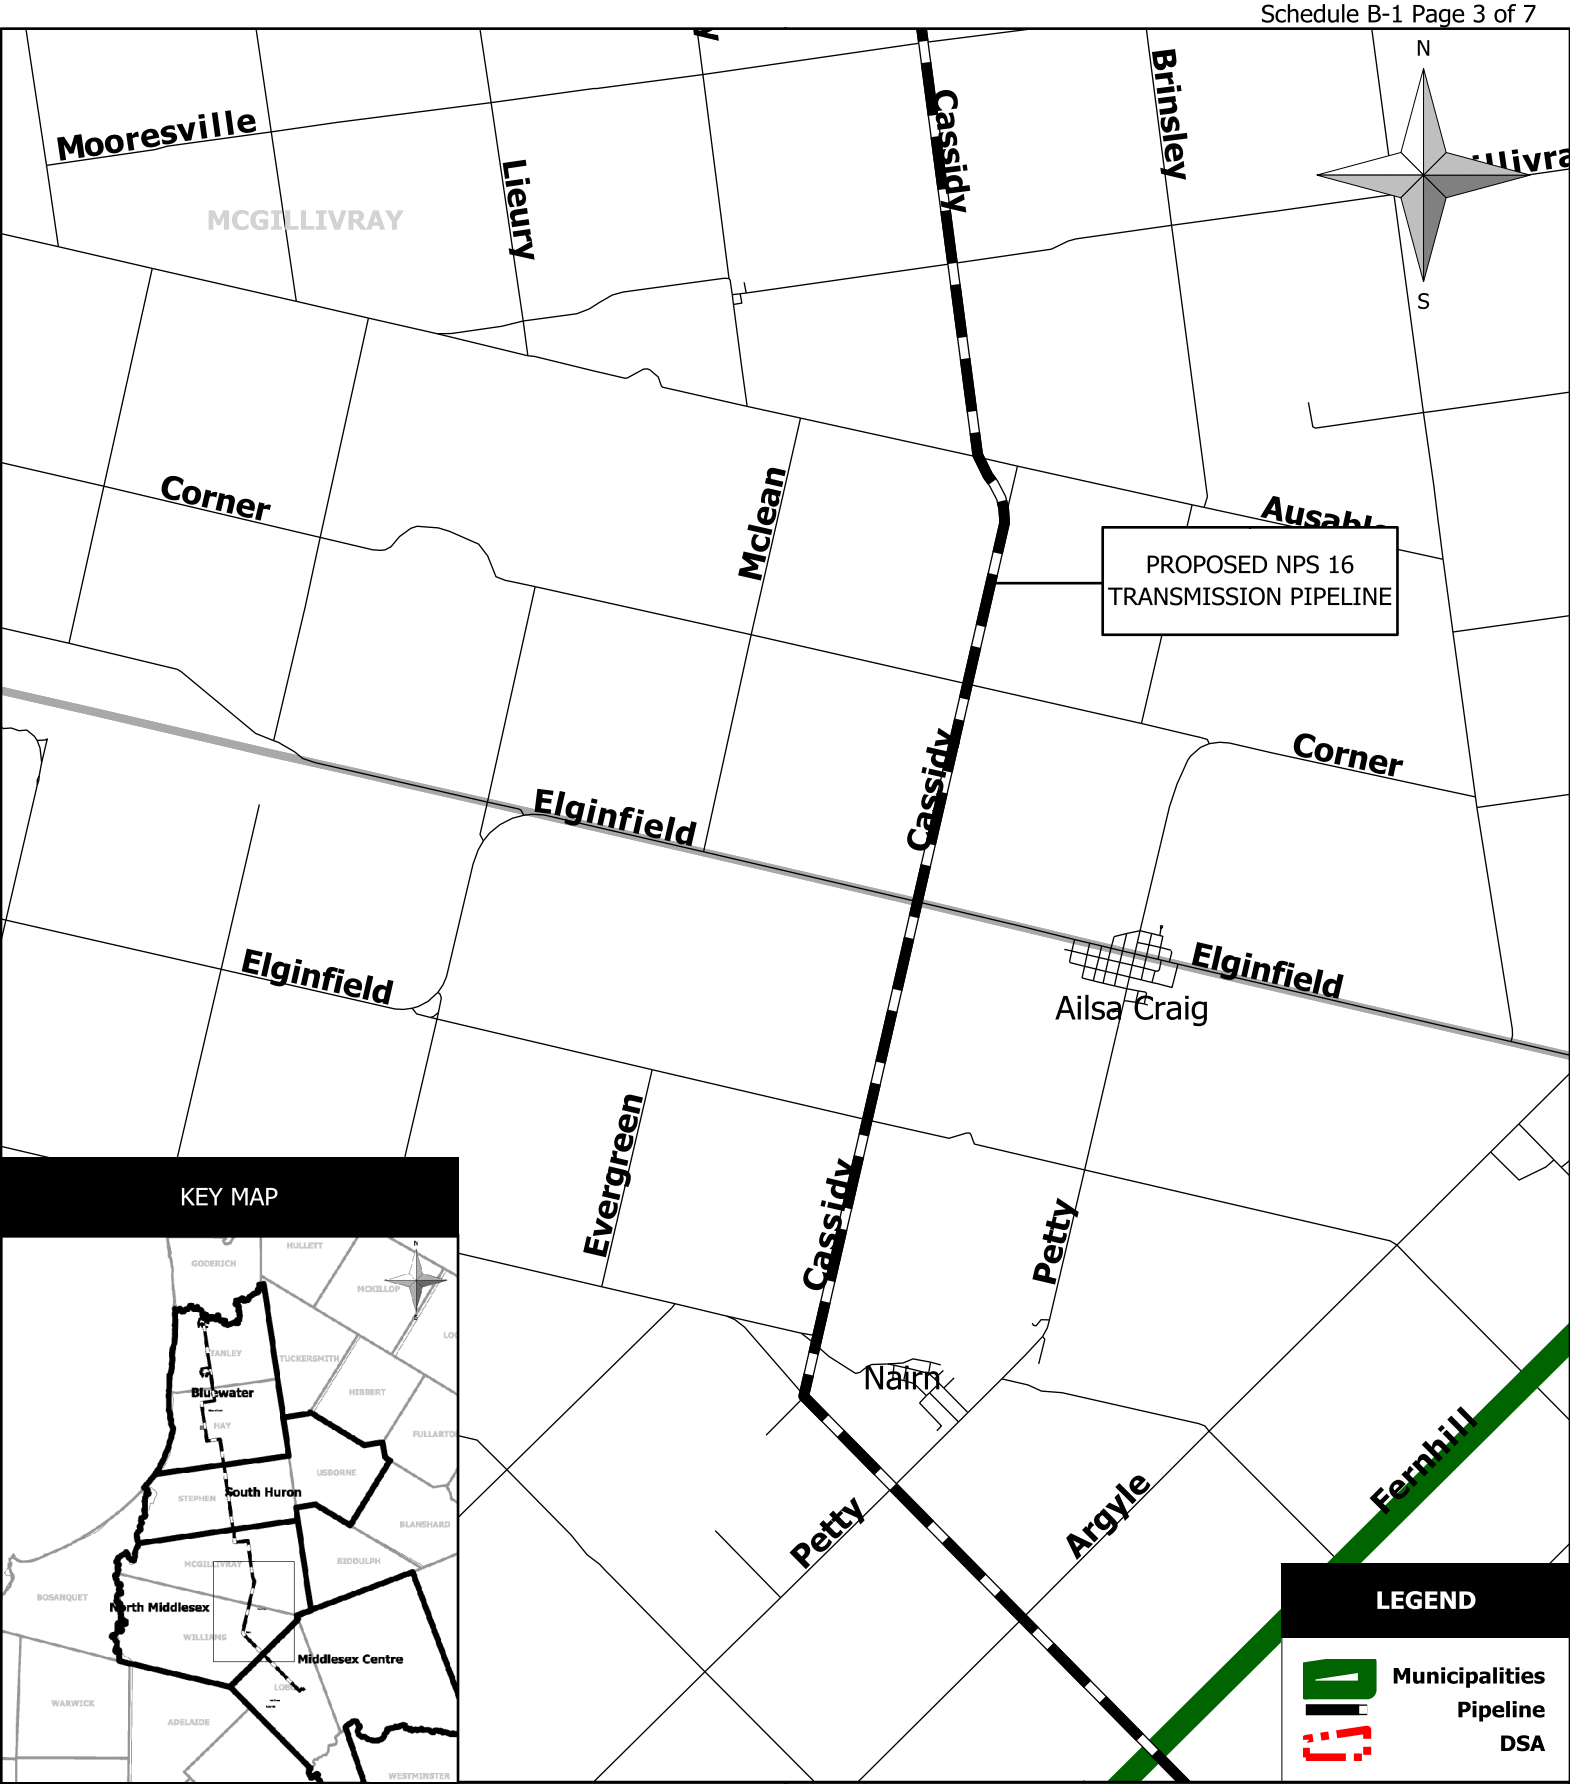 Schedule B-1 Page 3 of 7
N
Brinsley
Cassidy
Mooresville
Lieury
MCGILLIVRAY
S
Mclean
Corner
Ausable
PROPOSED NPS 16
TRANSMISSION PIPELINE
Corner
Cassidy
Elginfield
Elginfield
Elginfield
Ailsa Craig
Evergreen
Cassidy
Petty
KEY MAP
Nairn
Fernhill
Argyle
Petty
N
HULLETT
GODERICH
MCKILLOP
TUCKERSMITH
Bluewater
HIBBERT
HAY
USBORNE
South Huron
STEPHEN
BLANSHARD
BIDDULPH
MCGILLIVRAY
BOSANQUET
North Middlesex
WILLIAMS
Middlesex Centre
WARWICK
ADELAIDE
WESTMINSTER
LEGEND
Municipalities
Pipeline
DSA